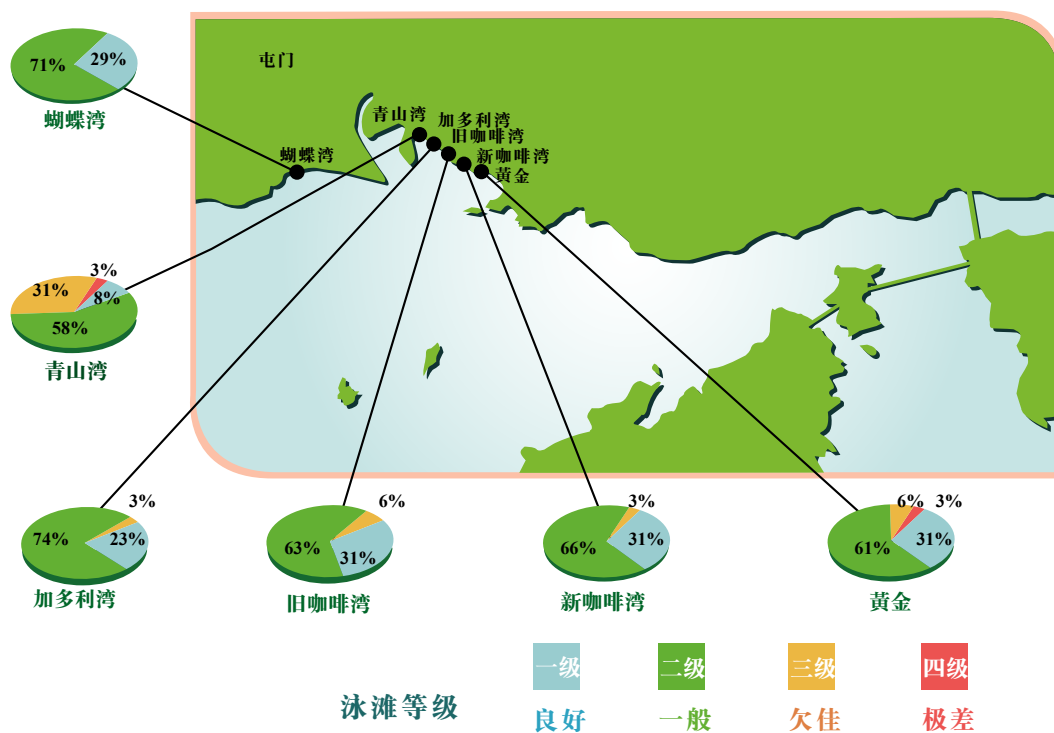 71%
29%
蝴蝶湾
屯门
青山湾
加多利湾
旧咖啡湾
新咖啡湾
黃金
蝴蝶湾
3%
31%
8%
58%
青山湾
3%
74%
23%
加多利湾
6%
63%
31%
旧咖啡湾
3%
66%
31%
新咖啡湾
6%
3%
61%
31%
黃金
泳滩等级
一级
二级
三级
四级
良好
一般
欠佳
极差